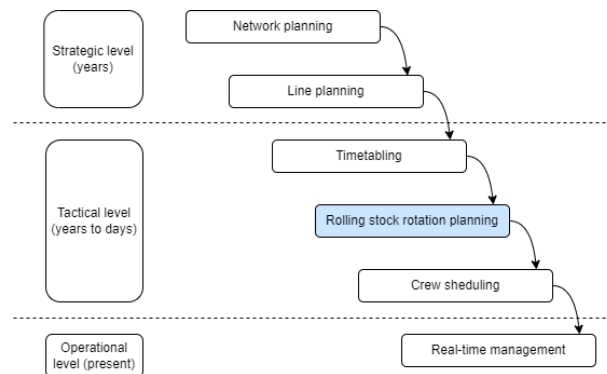 Network planning
Strategic level
(years)
Line planning
Timetabling
Tactical level
(years to days)
Rolling stock rotation planning
Crew sheduling
Operational
level (present)
Real-time management